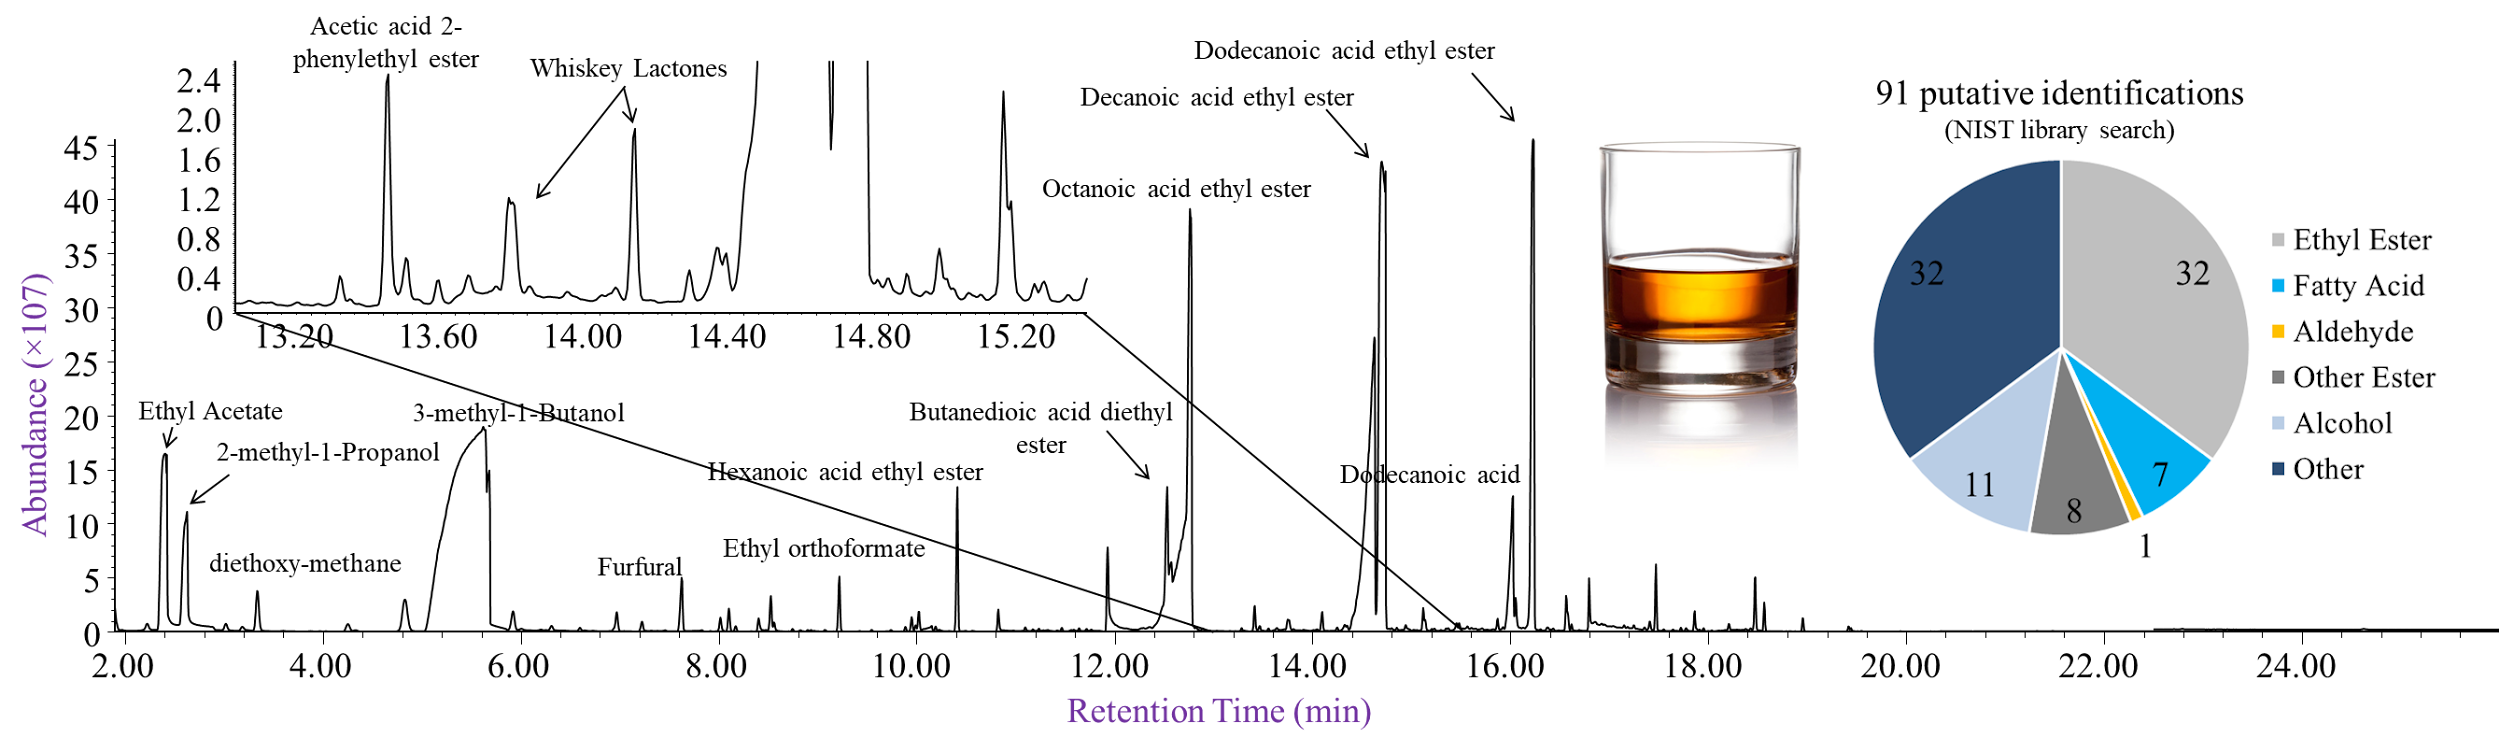 Acetic acid 2-
phenylethyl ester
Whiskey Lactones
2.4
2.0
1.6
1.2
0.8
0.4
0
13.20 13.60 14.00 14.40 14.80 15.20
Dodecanoic acid ethyl ester
Decanoic acid ethyl ester
Octanoic acid ethyl ester
45
40
35
30
25
20
15
10
5
0
Abundance (×107)
Ethyl Acetate
2-methyl-1-Propanol
diethoxy-methane
3-methyl-1-Butanol
Furfural
Hexanoic acid ethyl ester
Ethyl orthoformate
Butanedioic acid diethyl
ester
Dodecanoic acid
2.00 4.00 6.00 8.00 10.00 12.00 14.00 16.00 18.00 20.00 22.00 24.00
Retention Time (min)
91 putative identifications
(NIST library search)
32
32
7
1
8
11
Ethyl Ester
Fatty Acid
Aldehyde
Other Ester
Alcohol
Other